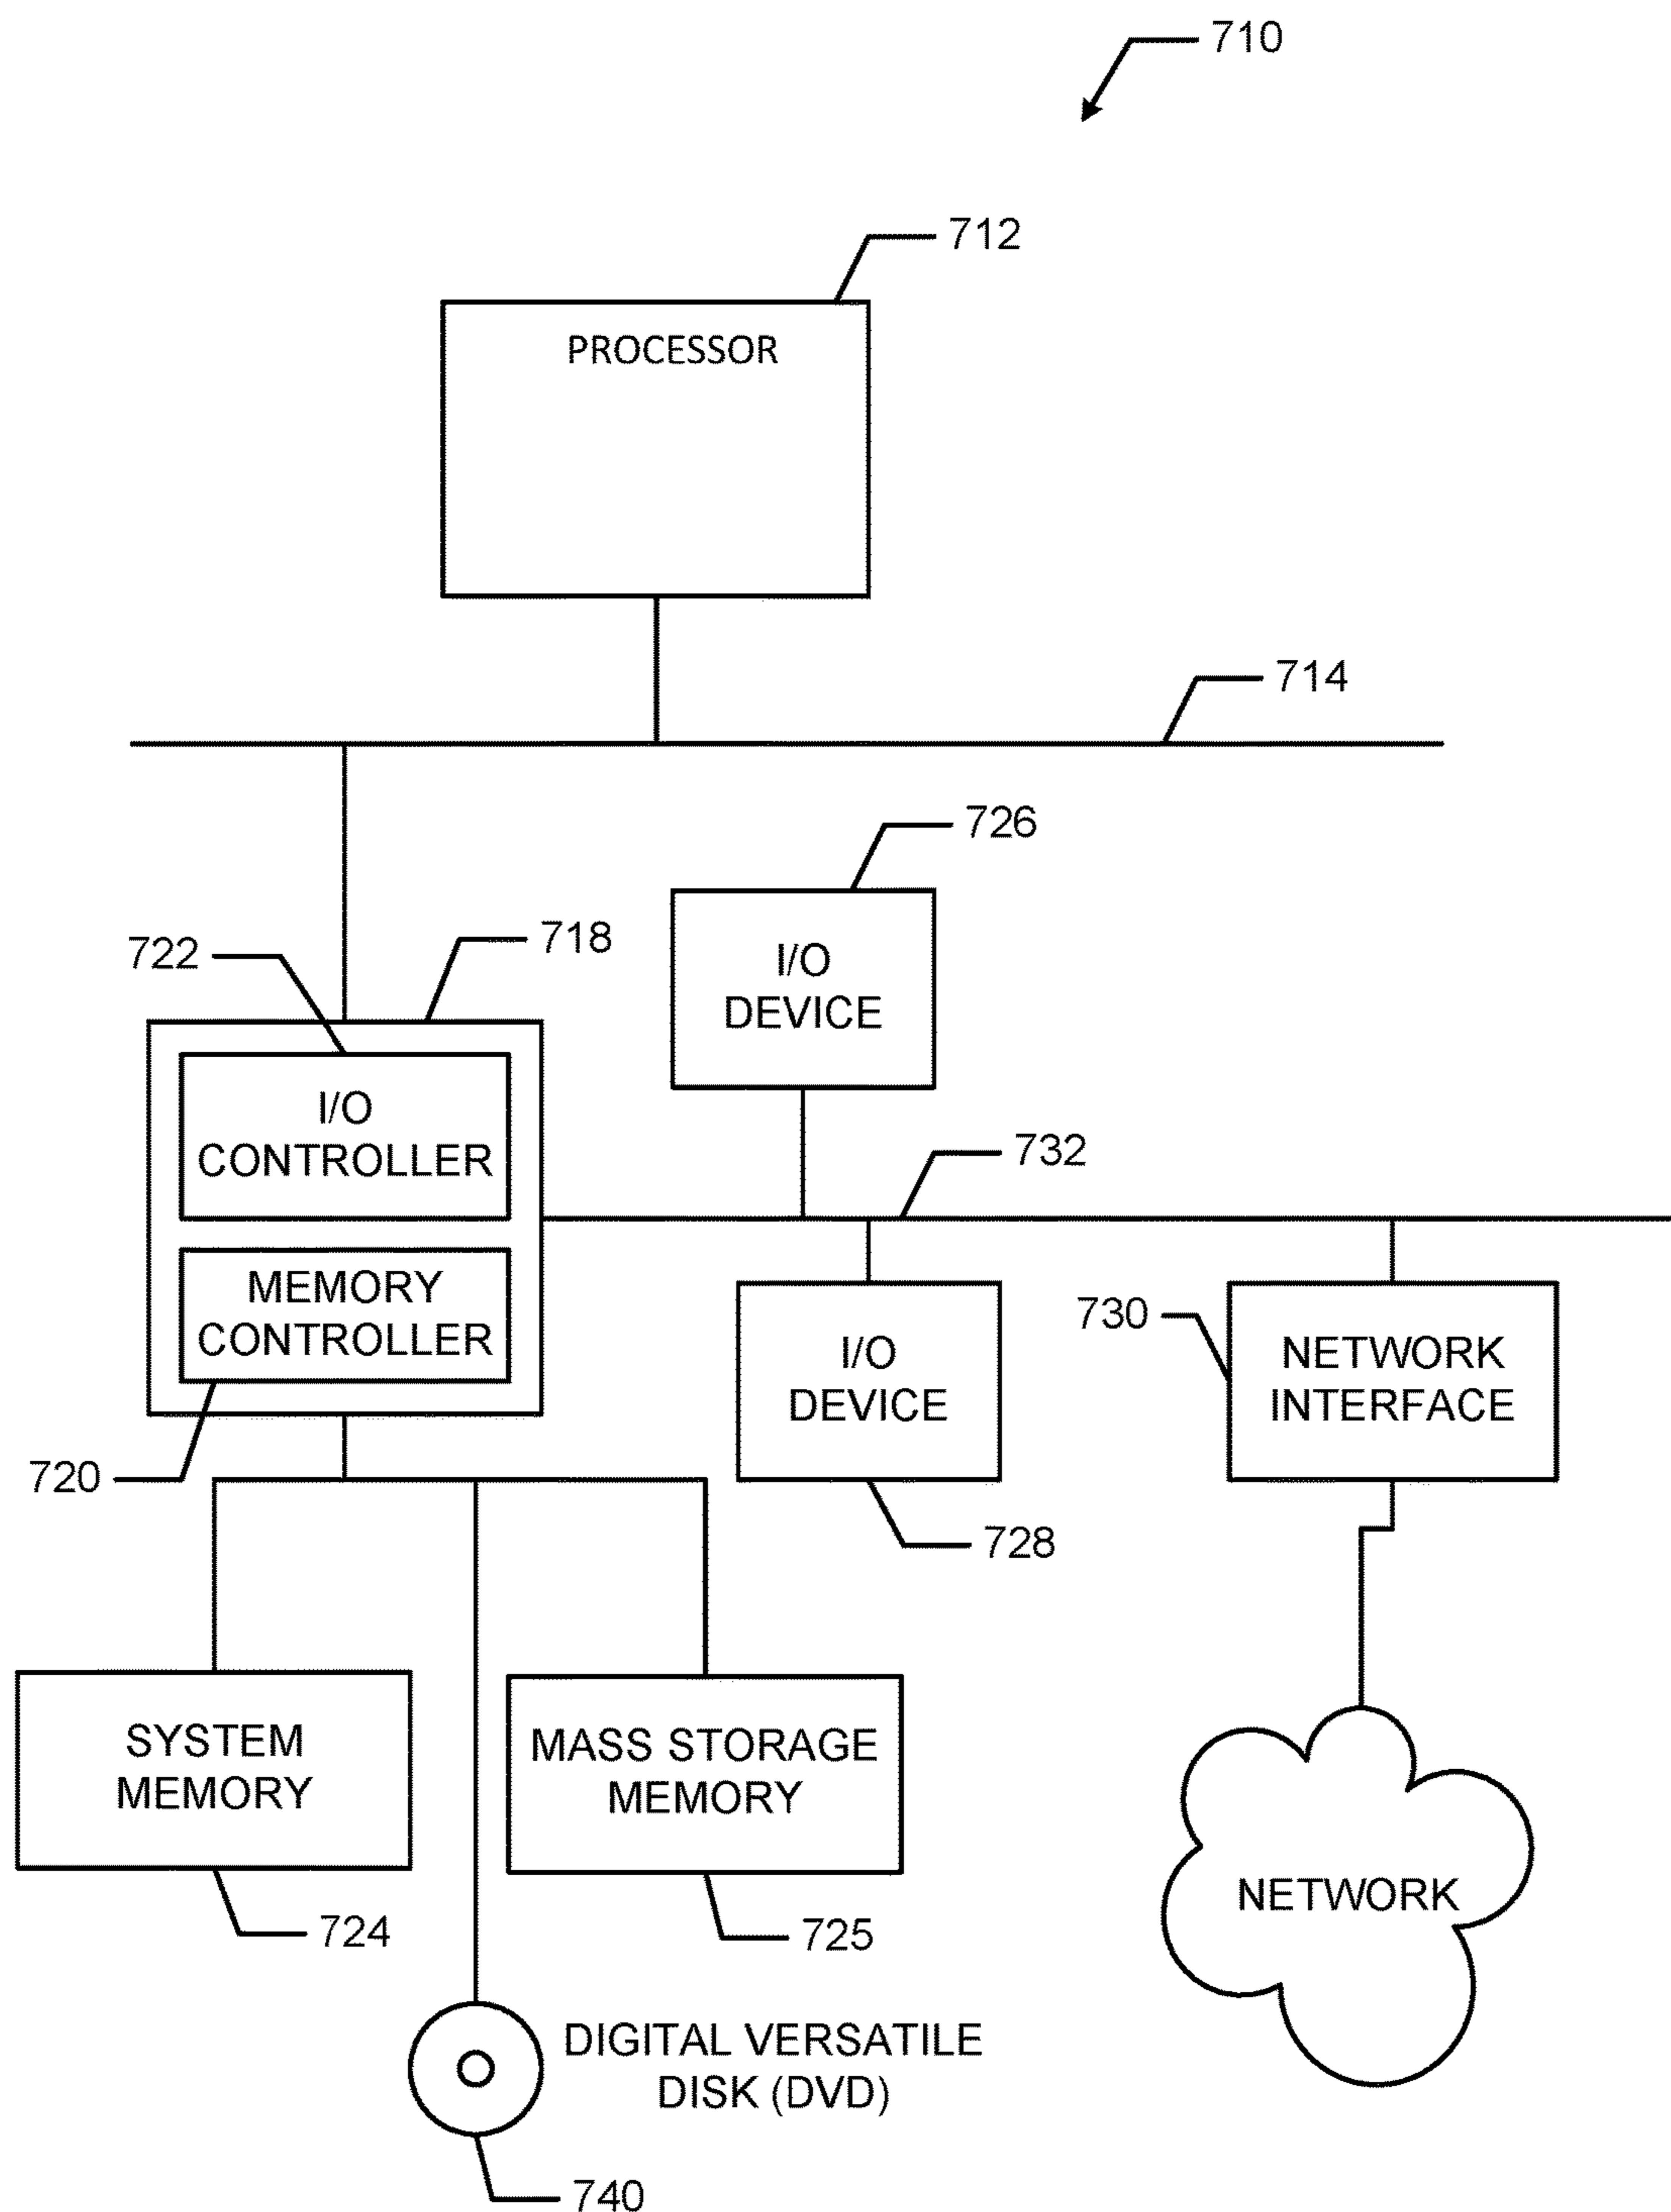 710
712
PROCESSOR
714
726
I/O
DEVICE
722
718
I/O
CONTROLLER
732
MEMORY
CONTROLLER
730
NETWORK
INTERFACE
I/O
DEVICE
720
728
SYSTEM
MEMORY
MASS STORAGE
MEMORY
NETWORK
724
725
DIGITAL VERSATILE
DISK (DVD)
740